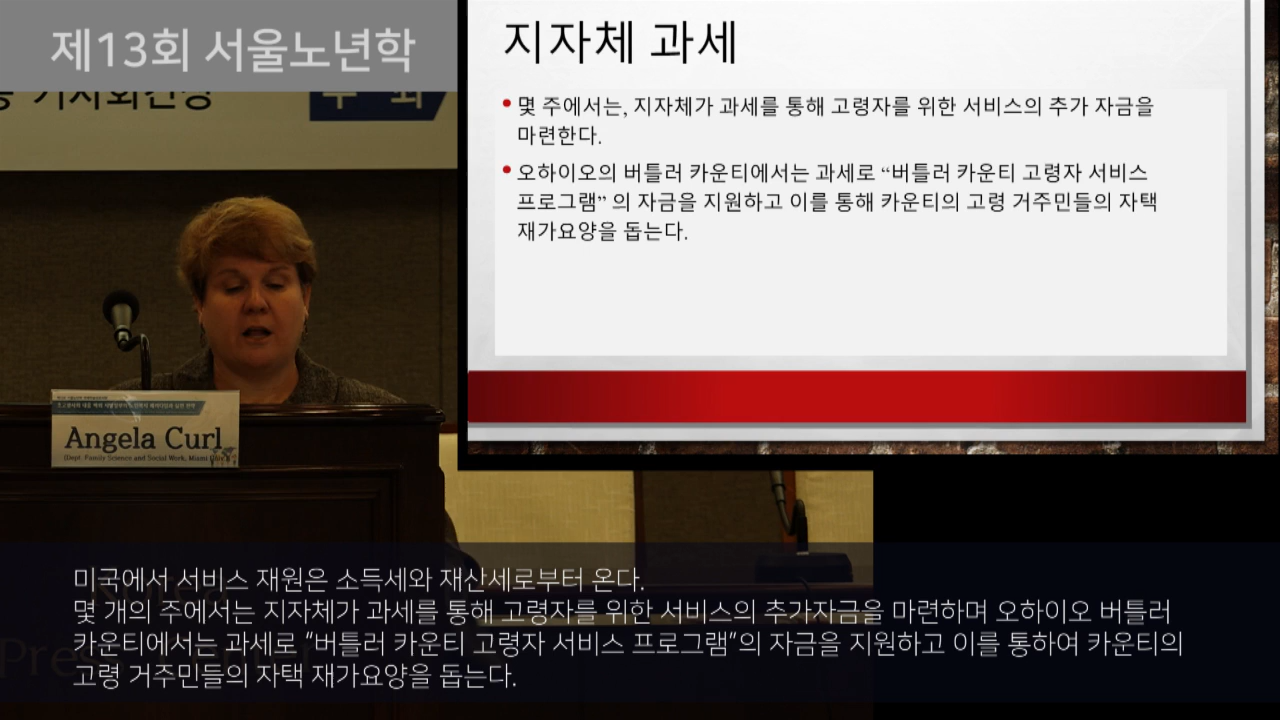 제13회 서울노년학
지자체 과세
• 몇 주에서는, 지자체가 과세를 통해 고령자를 위한 서비스의 추가 자금을
마련한다.
• 오하이오의 버틀러 카운티에서는 과세로 “버틀러 카운티 고령자 서비스
프로그램” 의 자금을 지원하고 이를 통해 카운티의 고령 거주민들의 자택
재가요양을 돕는다.
Angela Curl
(Dept. Family Science and Social Work, Miami
미국에서 서비스 재원은 소득세와 재산세로부터 온다.
몇 개의 주에서는 지자체가 과세를 통해 고령자를 위한 서비스의 추가자금을 마련하며 오하이오 버틀러
카운티에서는 과세로 “버틀러 카운티 고령자 서비스 프로그램”의 자금을 지원하고 이를 통하여 카운티의
고령 거주민들의 자택 재가요양을 돕는다.